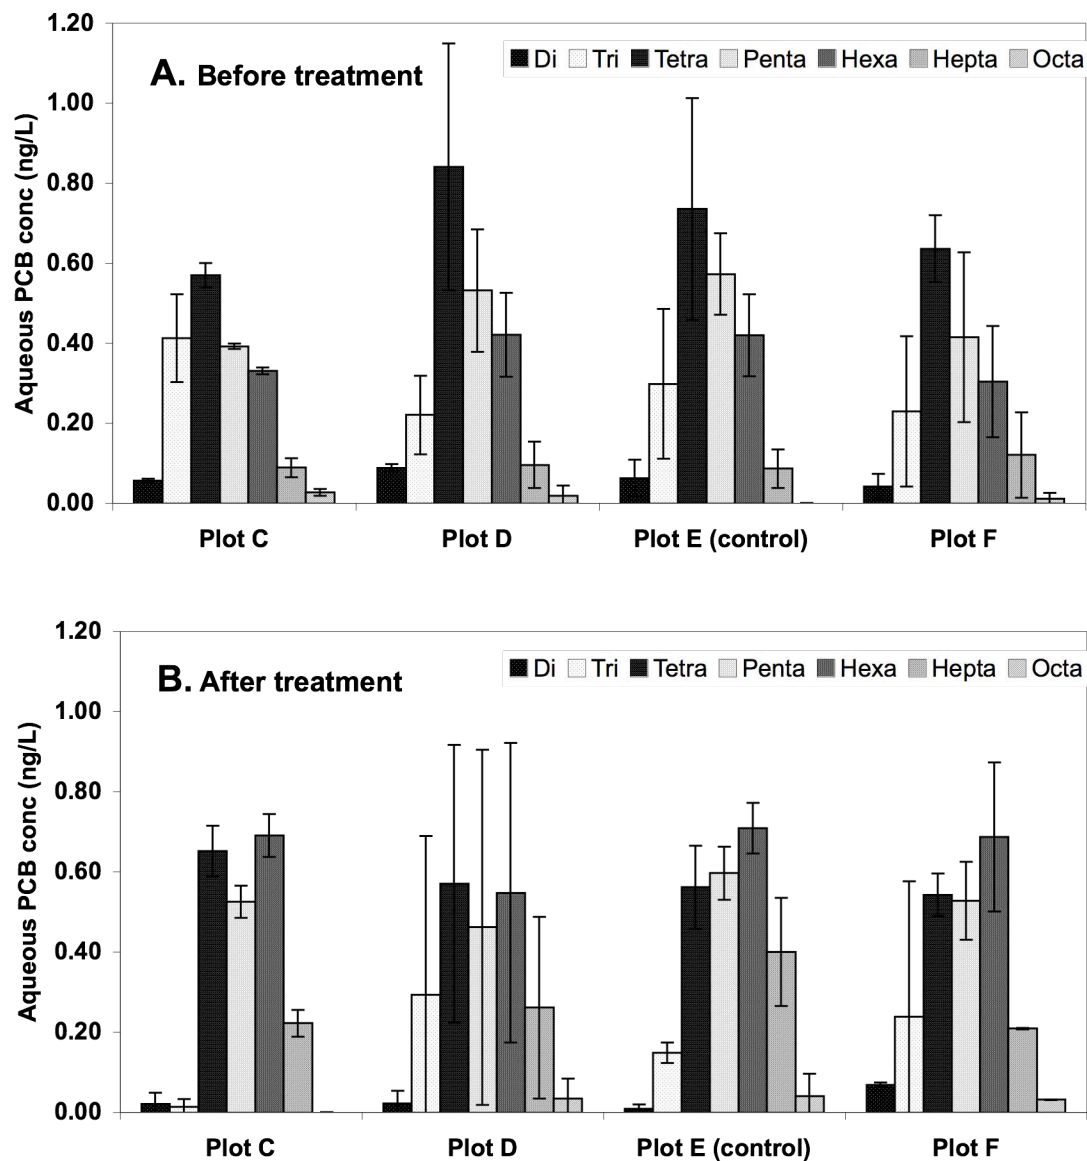 A. Before treatment
Di Tri Tetra Penta Hexa Hepta Octa
Aqueous PCB conc (ng/L)
1.20
1.00
0.80
0.60
0.40
0.20
0.00
Plot C Plot D Plot E (control) Plot F
B. After treatment
Di Tri Tetra Penta Hexa Hepta Octa
Aqueous PCB conc (ng/L)
1.20
1.00
0.80
0.60
0.40
0.20
0.00
Plot C Plot D Plot E (control) Plot F